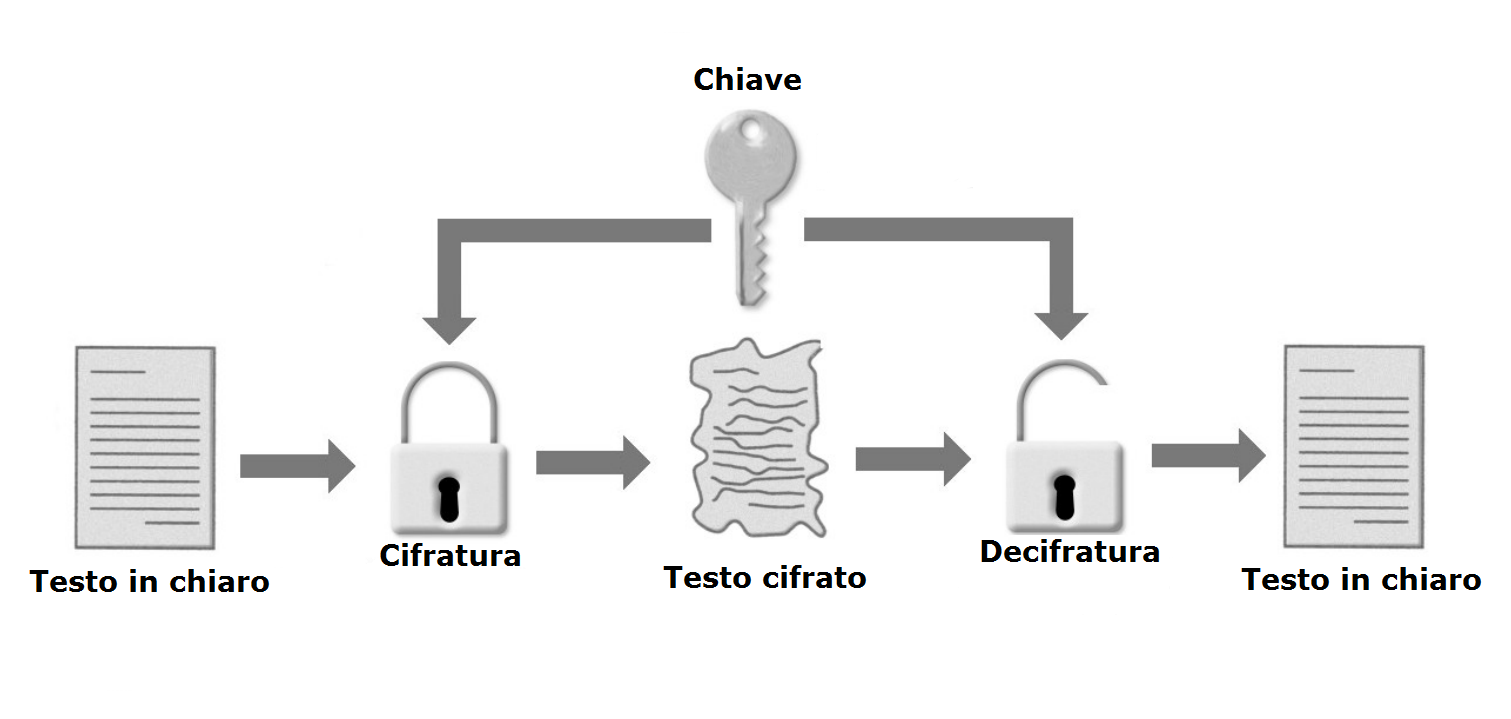 Chiave
Cifratura
Decifratura
Testo in chiaro
Testo cifrato
Testo in chiaro